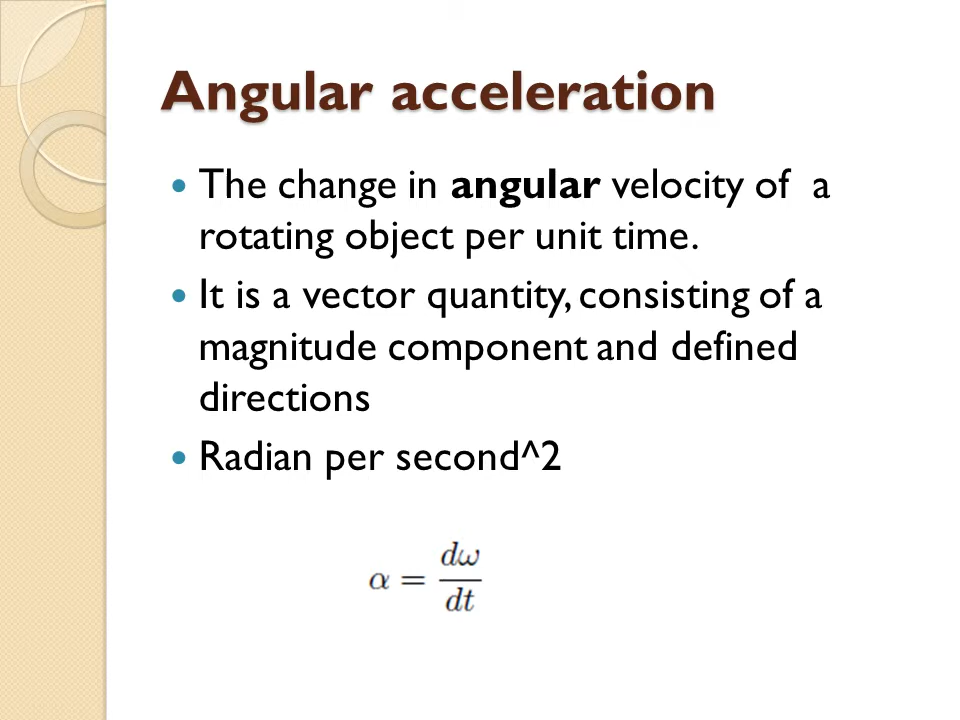 Angular acceleration
• The change in angular velocity of a
rotating object per unit time.
• It is a vector quantity, consisting of a
magnitude component and defined
directions
• Radian per second^2
α = dω/dt